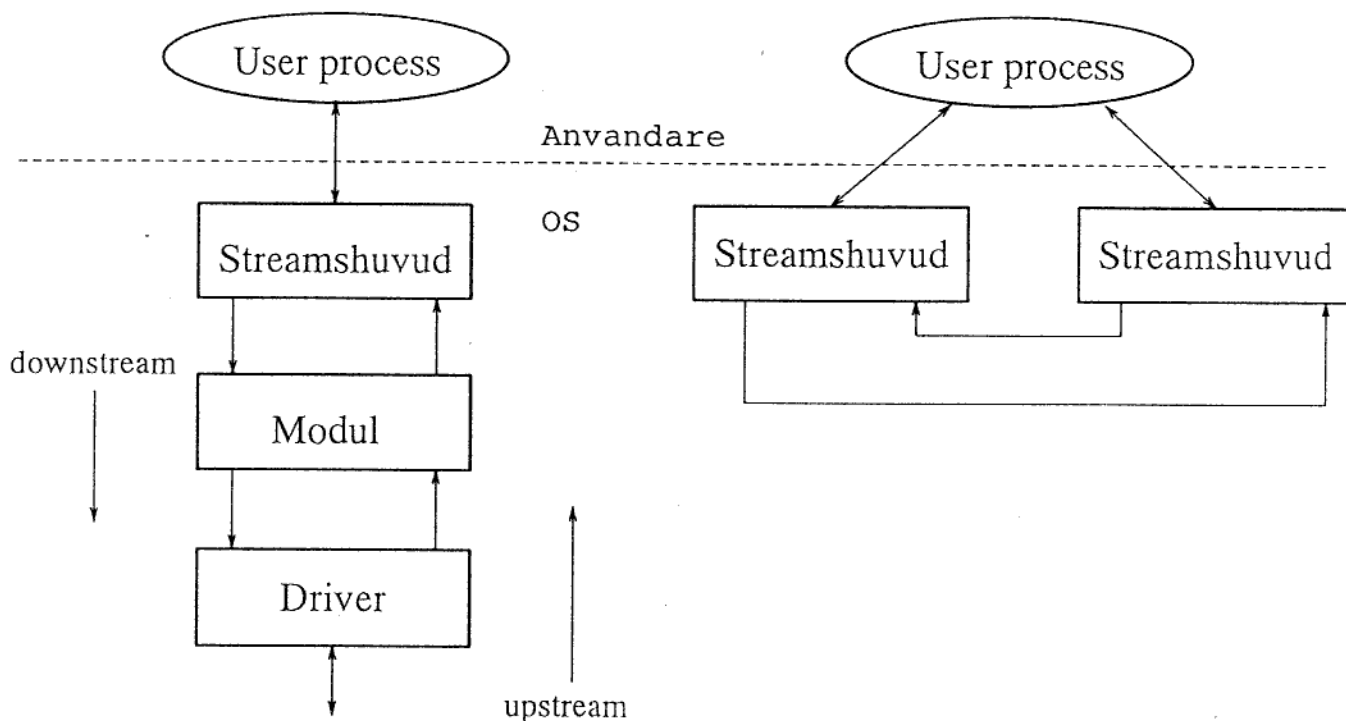 User process
User process
Anvandare
OS
Streamshuvud
Streamshuvud
Streamshuvud
downstream
Modul
Driver
upstream